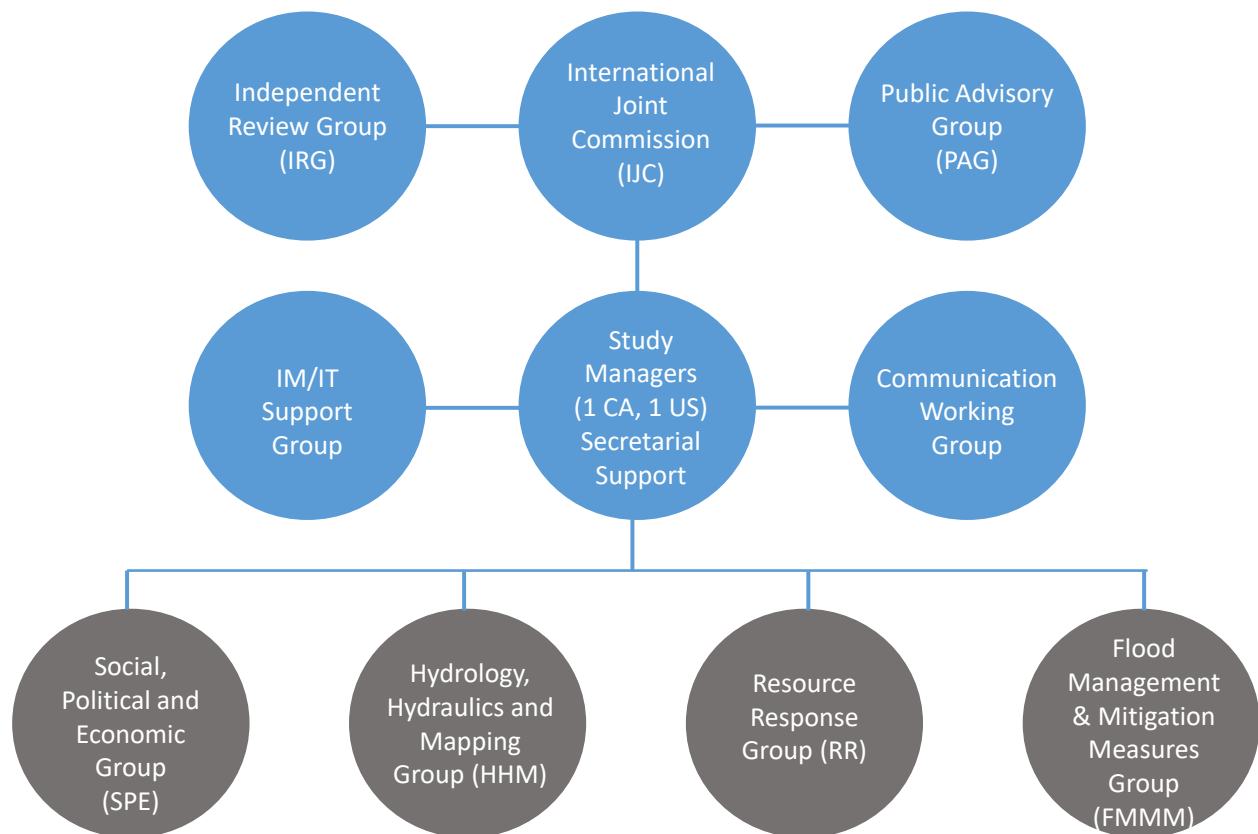 Independent
Review Group
(IRG)
International
Joint
Commission
(IJC)
Public Advisory
Group
(PAG)
IM/IT
Support
Group
Study
Managers
(1 CA, 1 US)
Secretarial
Support
Communication
Working
Group
Social,
Political and
Economic
Group
(SPE)
Hydrology,
Hydraulics and
Mapping
Group (HHM)
Resource
Response
Group (RR)
Flood
Management
& Mitigation
Measures
Group
(FMMM)